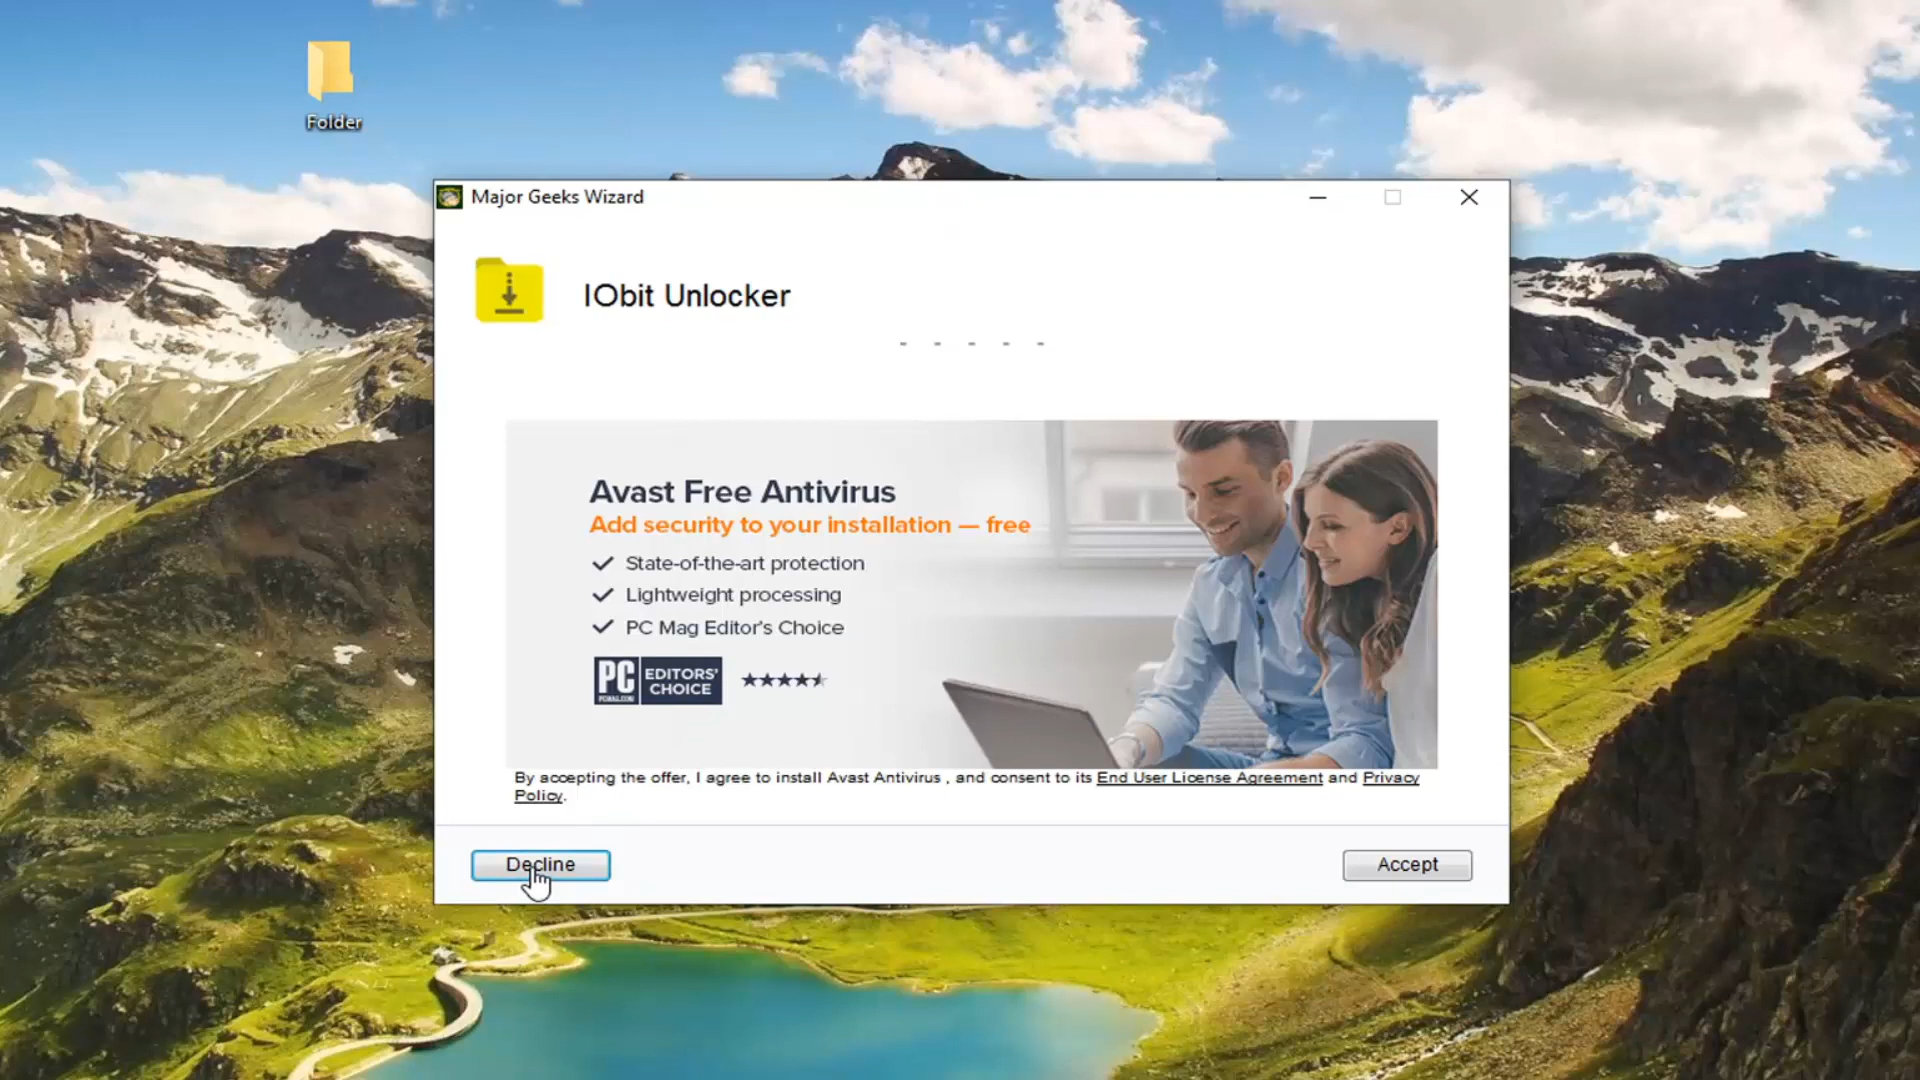 Folder
Major Geeks Wizard
IObit Unlocker
- - - - -
Avast Free Antivirus
Add security to your installation — free
State-of-the-art protection
Lightweight processing
PC Mag Editor's Choice
PC
PCMAG.COM
EDITORS'
CHOICE
By accepting the offer, I agree to install Avast Antivirus , and consent to its End User License Agreement and Privacy
Policy.
Decline
Accept